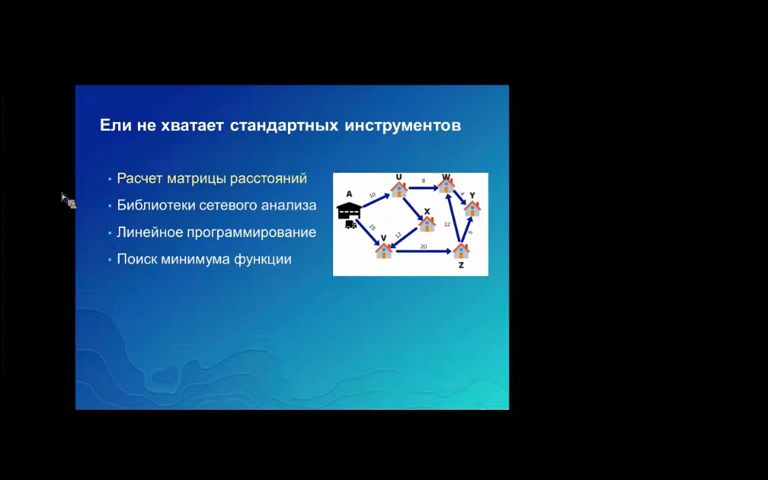 Ели не хватает стандартных инструментов
Расчет матрицы расстояний
Библиотеки сетевого анализа
Линейное программирование
Поиск минимума функции
A
U
W
Y
X
V
Z
10
8
15
12
12
20